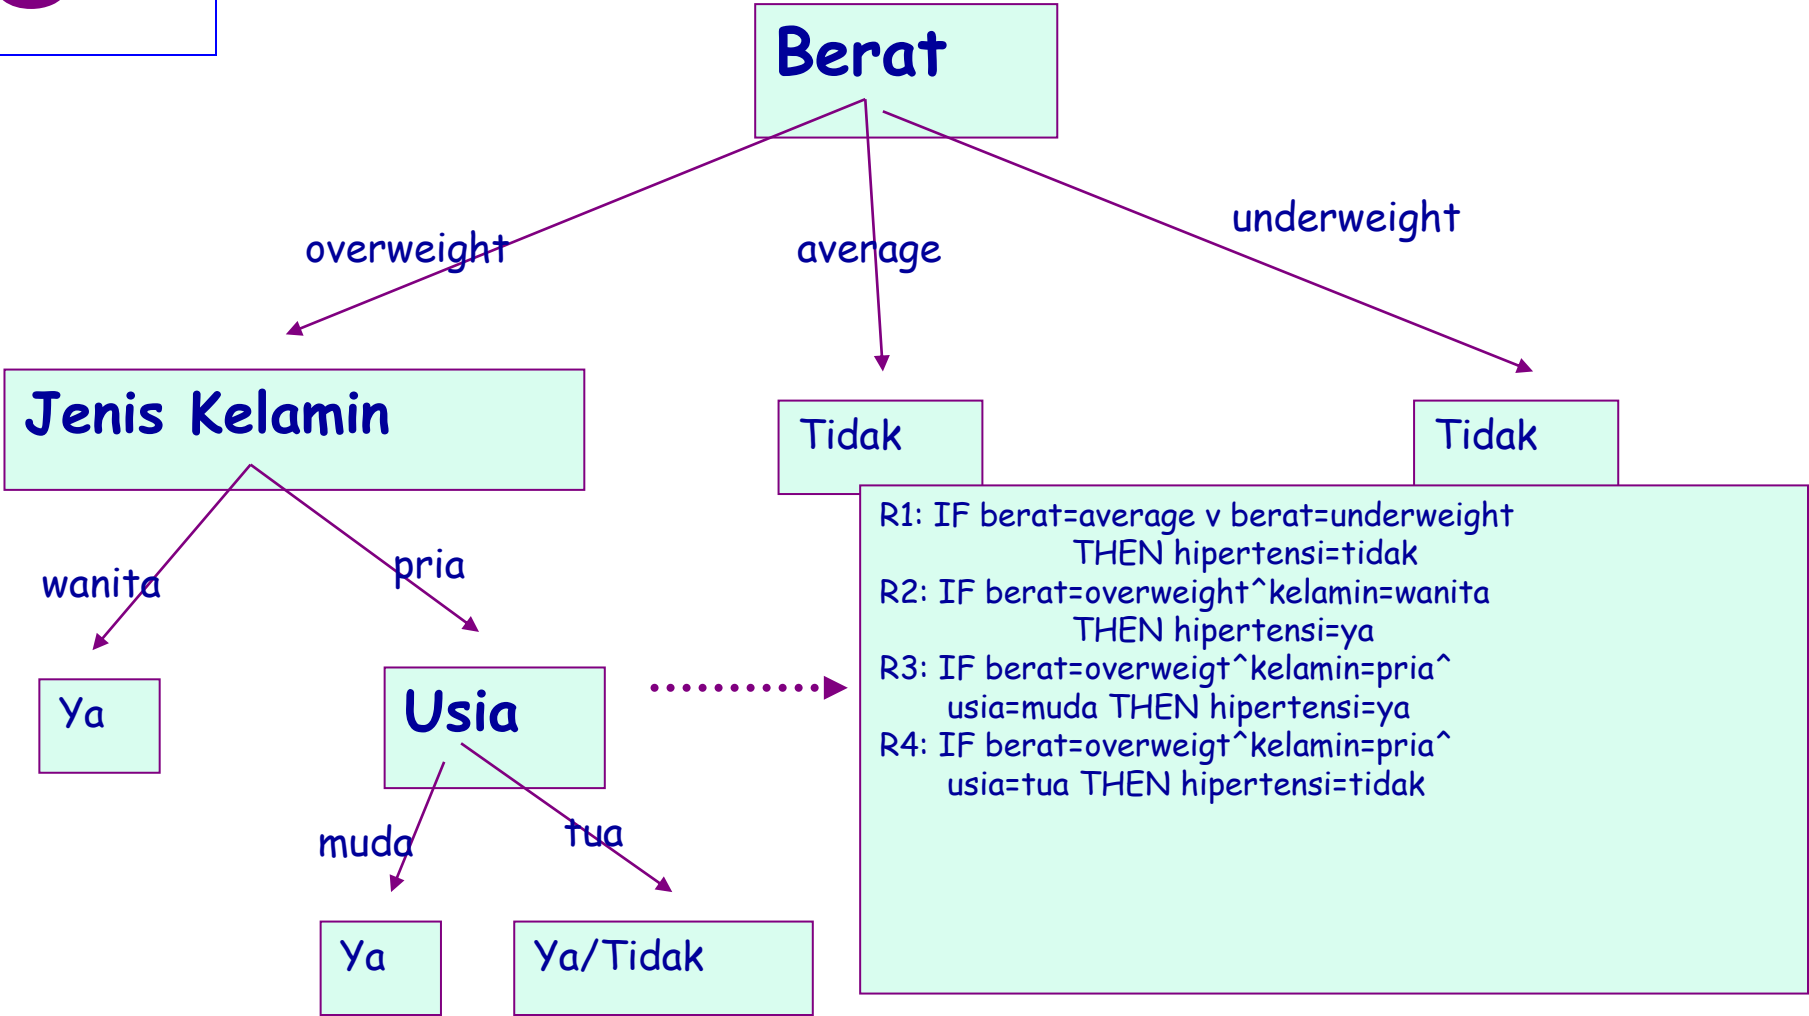 Berat
overweight
average
underweight
Jenis Kelamin
Tidak
Tidak
wanita
pria
Ya
Usia
muda
tua
Ya
Ya/Tidak
R1: IF berat=average v berat=underweight
THEN hipertensi=tidak
R2: IF berat=overweight^kelamin=wanita
THEN hipertensi=ya
R3: IF berat=overweigt^kelamin=pria^
usia=muda THEN hipertensi=ya
R4: IF berat=overweigt^kelamin=pria^
usia=tua THEN hipertensi=tidak